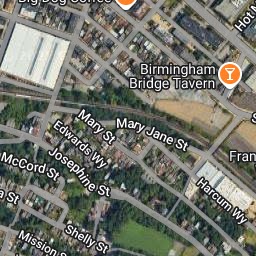 Big Dog Coffee
Hot M
Birmingham
Bridge Tavern
Mary Jane St
Mary St
Edwards Wy
Josephine St
McCord St
Fran
Harcum Wy
Shelly St
Mission S
a St
S